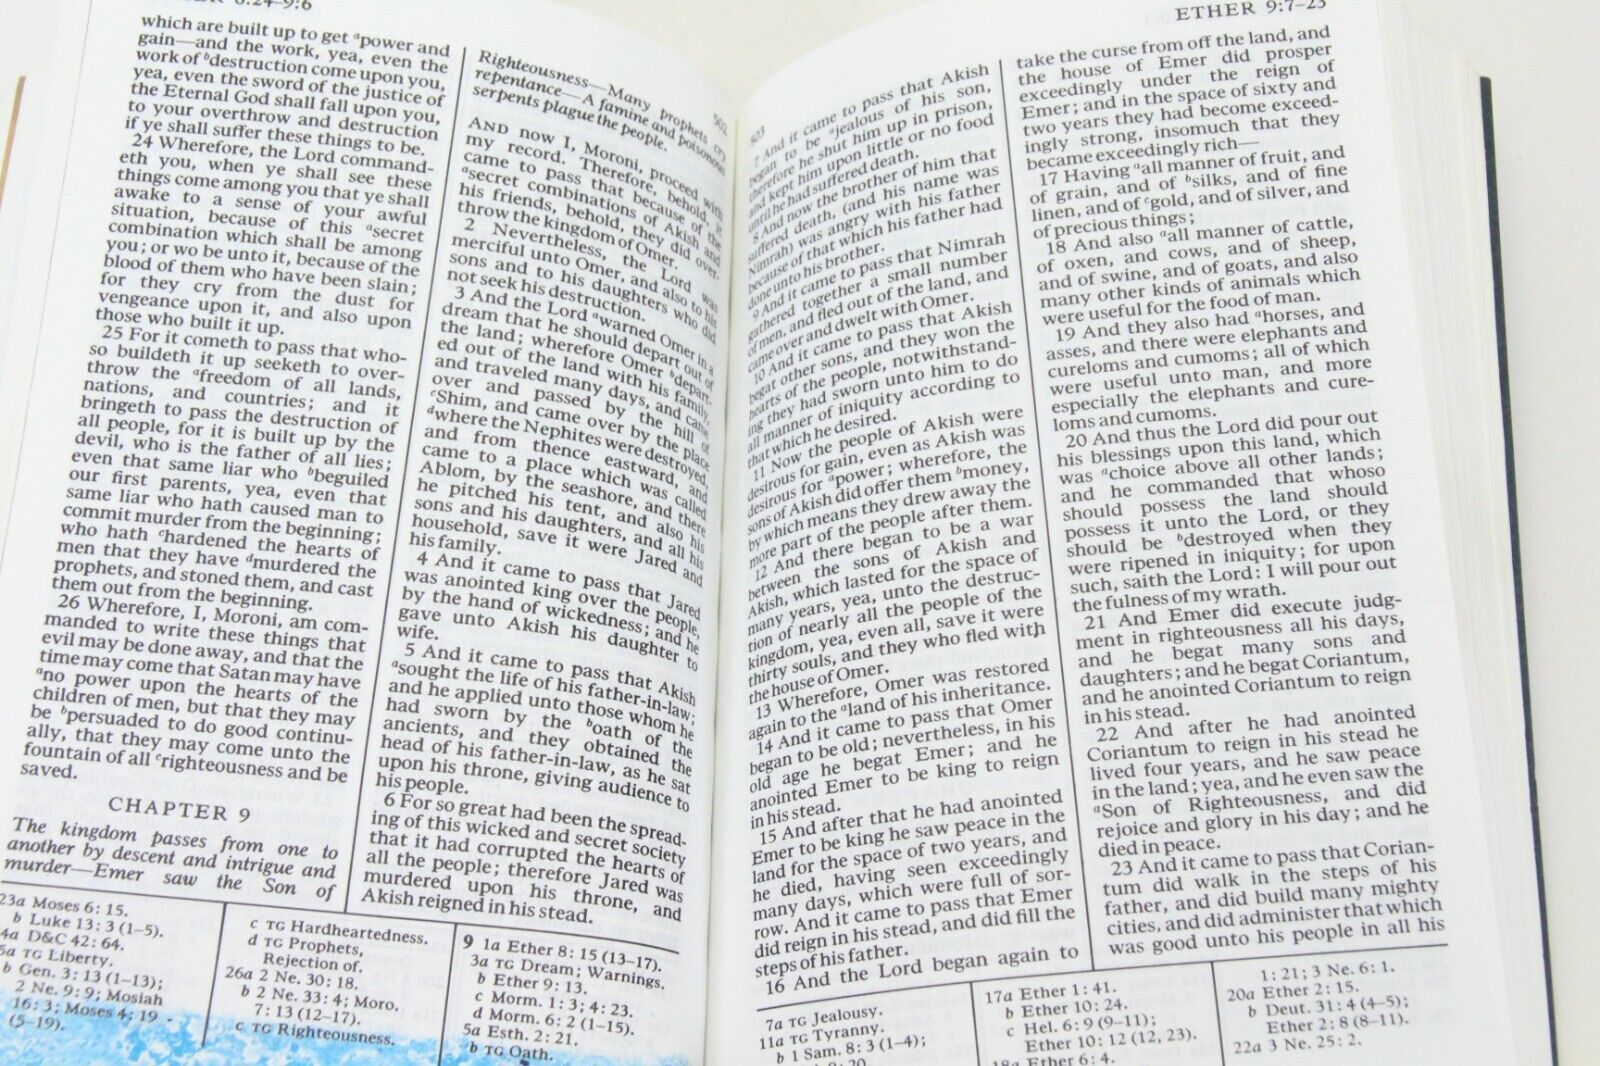 8:24–9:6
which are built up to get ᵃpower and
gain—and the work, yea, even the
work of ᵇdestruction come upon you,
yea, even the sword of the justice of
the Eternal God shall fall upon you,
to your overthrow and destruction
if ye shall suffer these things to be.
24 Wherefore, the Lord command-
eth you, when ye shall see these
things come among you that ye shall
awake to a sense of your awful
situation, because of this ᵃsecret
combination which shall be among
you; or wo be unto it, because of the
blood of them who have been slain;
for they cry from the dust for
vengeance upon it, and also upon
those who built it up.
25 For it cometh to pass that who-
so buildeth it up seeketh to over-
throw the ᵃfreedom of all lands,
nations, and countries; and it
bringeth to pass the destruction of
all people, for it is built up by the
devil, who is the father of all lies;
even that same liar who ᵇbeguiled
our first parents, yea, even that
same liar who hath caused man to
commit murder from the beginning;
who hath ᶜhardened the hearts of
men that they have ᵈmurdered the
prophets, and stoned them, and cast
them out from the beginning.
26 Wherefore, I, Moroni, am com-
manded to write these things that
evil may be done away, and that the
time may come that Satan may have
ᵃno power upon the hearts of the
children of men, but that they may
be ᵇpersuaded to do good continu-
ally, that they may come unto the
fountain of all ᶜrighteousness and be
saved.
CHAPTER 9
The kingdom passes from one to
another by descent and intrigue and
murder—Emer saw the Son of
502
Righteousness—Many prophets cry
repentance—A famine and poisonous
serpents plague the people.
AND now I, Moroni, proceed with
my record. Therefore, behold, it
came to pass that because of the
ᵃsecret combinations of Akish and
his friends, behold, they did over-
throw the kingdom of Omer.
2 Nevertheless, the Lord was
merciful unto Omer, and also to his
sons and to his daughters who did
not seek his destruction.
3 And the Lord ᵃwarned Omer in a
dream that he should depart out of
the land; wherefore Omer ᵇdepart-
ed out of the land with his family,
and traveled many days, and came
over and passed by the hill of
ᶜShim, and came over by the place
ᵈwhere the Nephites were destroyed,
and from thence eastward, and
came to a place which was called
Ablom, by the seashore, and there
he pitched his tent, and also his
sons and his daughters, and all his
household, save it were Jared and
his family.
4 And it came to pass that Jared
was anointed king over the people,
by the hand of wickedness; and he
gave unto Akish his daughter to
wife.
5 And it came to pass that Akish
ᵃsought the life of his father-in-law;
and he applied unto those whom he
had sworn by the ᵇoath of the
ancients, and they obtained the
head of his father-in-law, as he sat
upon his throne, giving audience to
his people.
6 For so great had been the spread-
ing of this wicked and secret society
that it had corrupted the hearts of
all the people; therefore Jared was
murdered upon his throne, and
Akish reigned in his stead.
23a Moses 6: 15.
b Luke 13: 3 (1–5).
24a D&C 42: 64.
25a TG Liberty.
b Gen. 3: 13 (1–13);
2 Ne. 9: 9; Mosiah
16: 3; Moses 4: 19
(5–19).
c TG Hardheartedness.
d TG Prophets,
Rejection of.
26a 2 Ne. 30: 18.
b 2 Ne. 33: 4; Moro.
7: 13 (12–17).
c TG Righteousness.
9 1a Ether 8: 15 (13–17).
3a TG Dream; Warnings.
b Ether 9: 13.
c Morm. 1: 3; 4: 23.
d Morm. 6: 2 (1–15).
5a Esth. 2: 21.
b TG Oath.
503
ETHER 9:7–23
7 And it came to pass that Akish
began to be ᵃjealous of his son,
therefore he shut him up in prison,
and kept him upon little or no food
until he had suffered death.
8 And now the brother of him that
suffered death, (and his name was
Nimrah) was angry with his father
because of that which his father had
done unto his brother.
9 And it came to pass that Nimrah
gathered together a small number
of men, and fled out of the land, and
came over and dwelt with Omer.
10 And it came to pass that Akish
begat other sons, and they won the
hearts of the people, notwithstand-
ing they had sworn unto him to do
all manner of iniquity according to
that which he desired.
11 Now the people of Akish were
desirous for gain, even as Akish was
desirous for ᵃpower; wherefore, the
sons of Akish did offer them ᵇmoney,
by which means they drew away the
more part of the people after them.
12 And there began to be a war
between the sons of Akish and
Akish, which lasted for the space of
many years, yea, unto the destruc-
tion of nearly all the people of the
kingdom, yea, even all, save it were
thirty souls, and they who fled with
the house of Omer.
13 Wherefore, Omer was restored
again to the ᵃland of his inheritance.
14 And it came to pass that Omer
began to be old; nevertheless, in his
old age he begat Emer; and he
anointed Emer to be king to reign
in his stead.
15 And after that he had anointed
Emer to be king he saw peace in the
land for the space of two years, and
he died, having seen exceedingly
many days, which were full of sor-
row. And it came to pass that Emer
did reign in his stead, and did fill the
steps of his father.
16 And the Lord began again to
take the curse from off the land, and
the house of Emer did prosper
exceedingly under the reign of
Emer; and in the space of sixty and
two years they had become exceed-
ingly strong, insomuch that they
became exceedingly rich—
17 Having ᵃall manner of fruit, and
of grain, and of ᵇsilks, and of fine
linen, and of ᶜgold, and of silver, and
of precious things;
18 And also ᵃall manner of cattle,
of oxen, and cows, and of sheep,
and of swine, and of goats, and also
many other kinds of animals which
were useful for the food of man.
19 And they also had ᵃhorses, and
asses, and there were elephants and
cureloms and cumoms; all of which
were useful unto man, and more
especially the elephants and cure-
loms and cumoms.
20 And thus the Lord did pour out
his blessings upon this land, which
was ᵃchoice above all other lands;
and he commanded that whoso
should possess the land should
possess it unto the Lord, or they
should be ᵇdestroyed when they
were ripened in iniquity; for upon
such, saith the Lord: I will pour out
the fulness of my wrath.
21 And Emer did execute judg-
ment in righteousness all his days,
and he begat many sons and
daughters; and he begat Coriantum,
and he anointed Coriantum to reign
in his stead.
22 And after he had anointed
Coriantum to reign in his stead he
lived four years, and he saw peace
in the land; yea, and he even saw the
ᵃSon of Righteousness, and did
rejoice and glory in his day; and he
died in peace.
23 And it came to pass that Corian-
tum did walk in the steps of his
father, and did build many mighty
cities, and did administer that which
was good unto his people in all his
7a TG Jealousy.
11a TG Tyranny.
b 1 Sam. 8: 3 (1–4);
17a Ether 1: 41.
b Ether 10: 24.
c Hel. 6: 9 (9–11);
Ether 10: 12 (12, 23).
18a Ether 6: 4.
1: 21; 3 Ne. 6: 1.
20a Ether 2: 15.
b Deut. 31: 4 (4–5);
Ether 2: 8 (8–11).
22a 3 Ne. 25: 2.